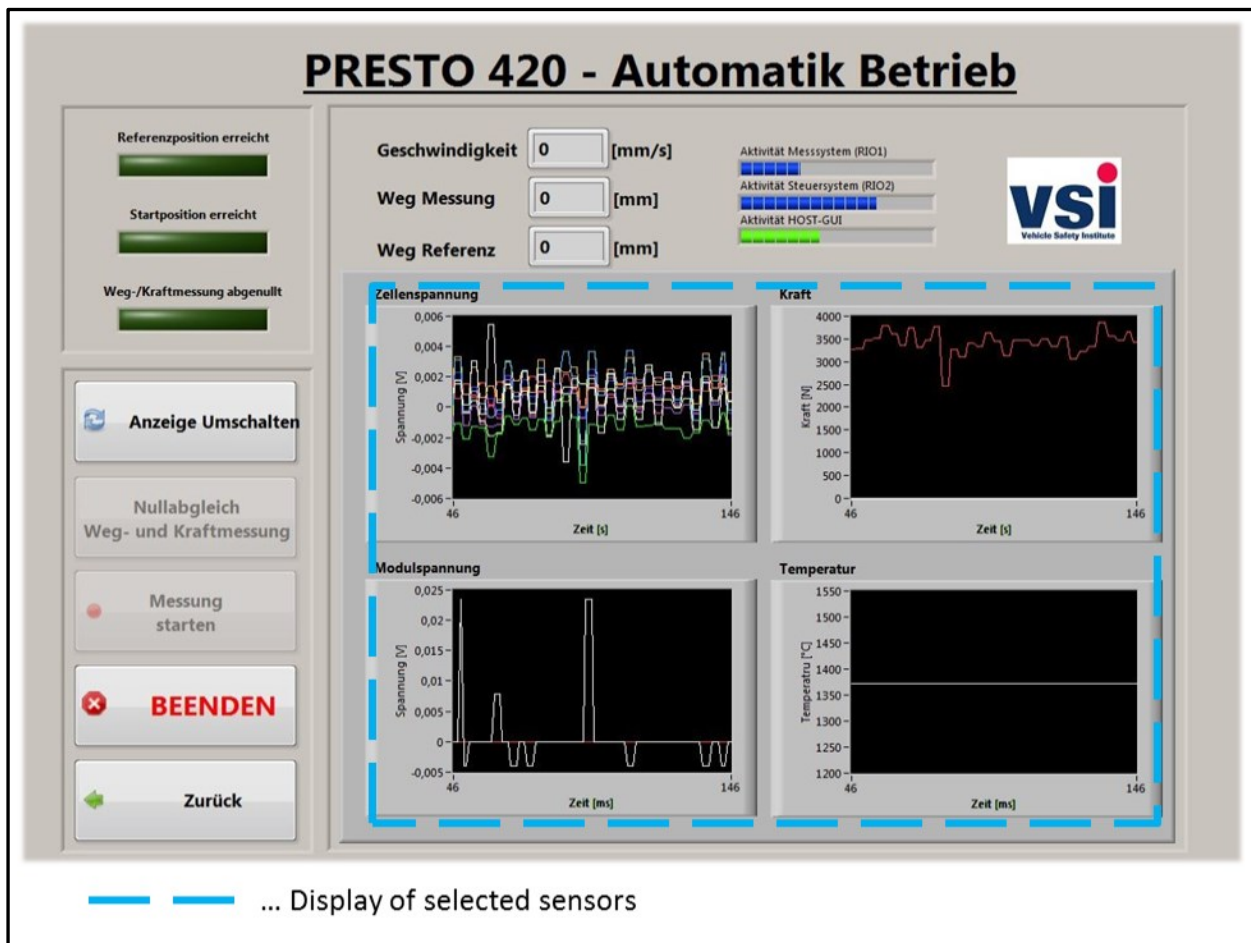 PRESTO 420 - Automatik Betrieb
Referenzposition erreicht
Startposition erreicht
Weg-/Kraftmessung abgenullt
Geschwindigkeit 0 [mm/s]
Weg Messung 0 [mm]
Weg Referenz 0 [mm]
Aktivität Messsystem (RIO1)
Aktivität Steuersystem (RIO2)
Aktivität HOST-GUI
vsi
Vehicle Safety Institute
Anzeige Umschalten
Nullabgleich
Weg- und Kraftmessung
Messung
starten
BEENDEN
Zurück
Zellenspannung
Spannung [V]
0,006
0,004
0,002
0
-0,002
-0,004
-0,006
46
146
Zeit [s]
Kraft
Kraft [N]
4000
3500
3000
2500
2000
1500
1000
500
0
46
146
Zeit [s]
Modulspannung
Spannung [V]
0,025
0,02
0,015
0,01
0,005
0
-0,005
46
146
Zeit [ms]
Temperatur
Temperatru [°C]
1550
1500
1450
1400
1350
1300
1250
1200
46
146
Zeit [ms]
... Display of selected sensors